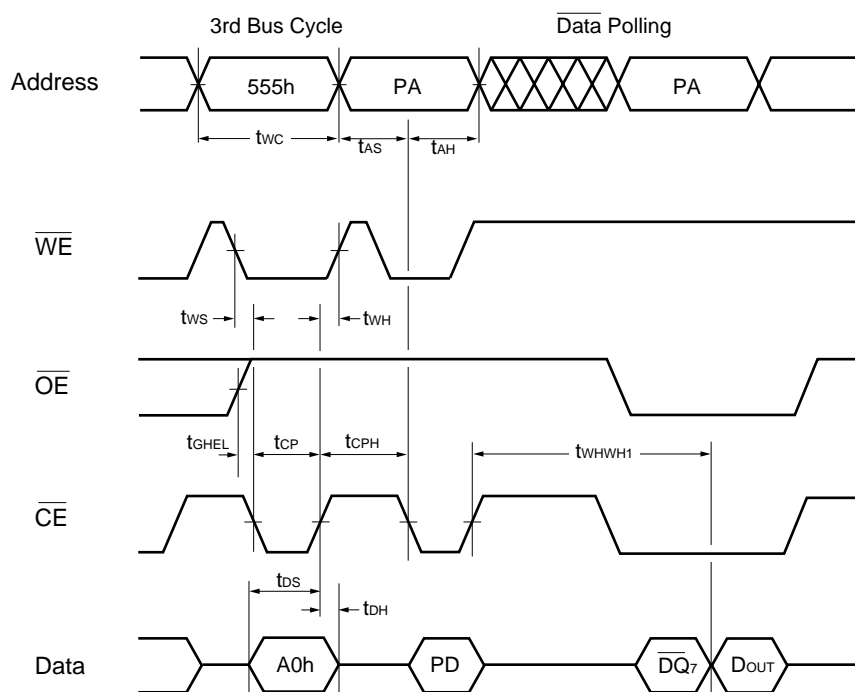 3rd Bus Cycle Data Polling
Address 555h PA PA
tWC tAS tAH
WE
tWS tWH
OE
tGHEL tCP tCPH tWHWH1
CE
tDS
tDH
Data A0h PD DQ7 DOUT